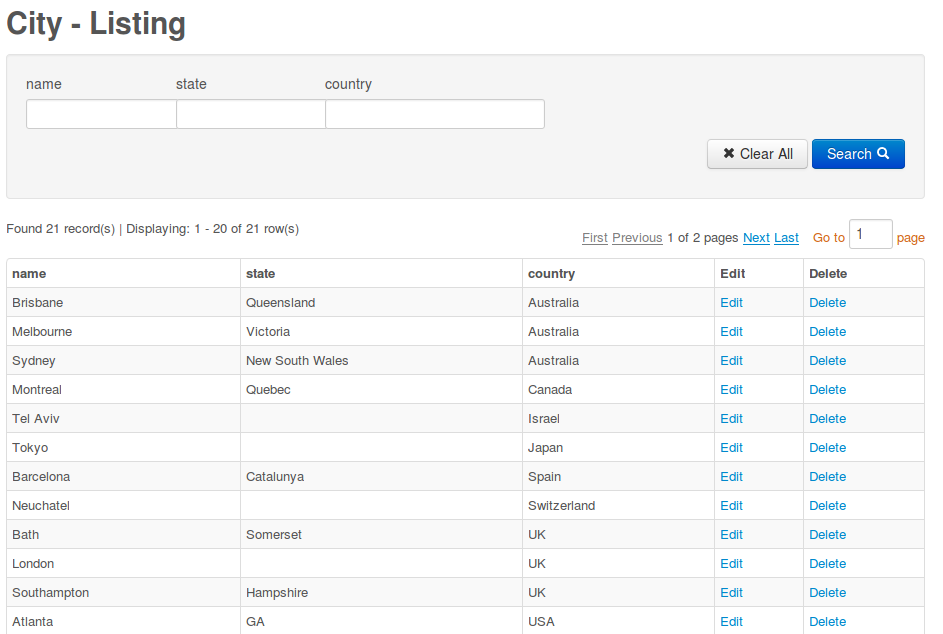 City - Listing
name state country
Clear All Search
Found 21 record(s) | Displaying: 1 - 20 of 21 row(s)
First Previous 1 of 2 pages Next Last Go to 1 page
name state country Edit Delete
Brisbane Queensland Australia Edit Delete
Melbourne Victoria Australia Edit Delete
Sydney New South Wales Australia Edit Delete
Montreal Quebec Canada Edit Delete
Tel Aviv Israel Edit Delete
Tokyo Japan Edit Delete
Barcelona Catalunya Spain Edit Delete
Neuchatel Switzerland Edit Delete
Bath Somerset UK Edit Delete
London UK Edit Delete
Southampton Hampshire UK Edit Delete
Atlanta GA USA Edit Delete